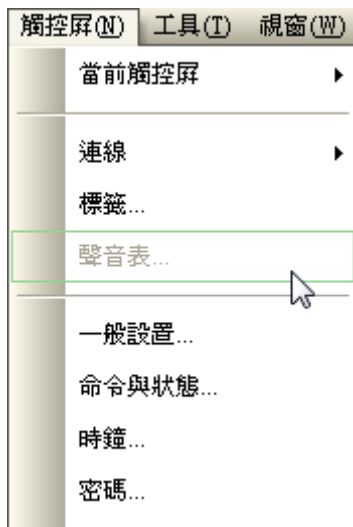 觸控屏(N) 工具(T) 視窗(W)
當前觸控屏
連線
標籤...
聲音表...
一般設置...
命令與狀態...
時鐘...
密碼...